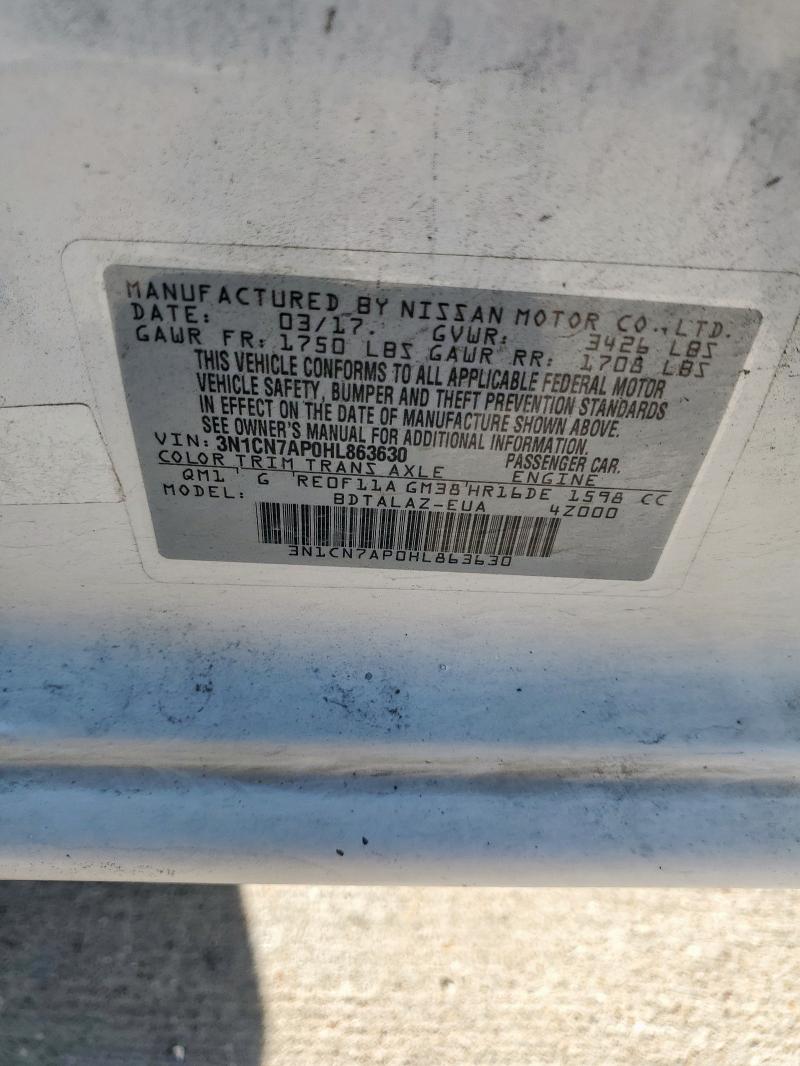 MANUFACTURED BY NISSAN MOTOR CO.,LTD.
DATE: 03/17. GVWR: 3426 LBS
GAWR FR: 1750 LBS GAWR RR: 1708 LBS
THIS VEHICLE CONFORMS TO ALL APPLICABLE FEDERAL MOTOR
VEHICLE SAFETY, BUMPER AND THEFT PREVENTION STANDARDS
IN EFFECT ON THE DATE OF MANUFACTURE SHOWN ABOVE.
SEE OWNER'S MANUAL FOR ADDITIONAL INFORMATION.
VIN: 3N1CN7AP0HL863630 PASSENGER CAR.
COLOR TRIM TRANS AXLE ENGINE
QM1 G RE0F11A GM38 HR16DE 1598 CC
MODEL: BDTALAZ-EUA 4Z000
3N1CN7AP0HL863630